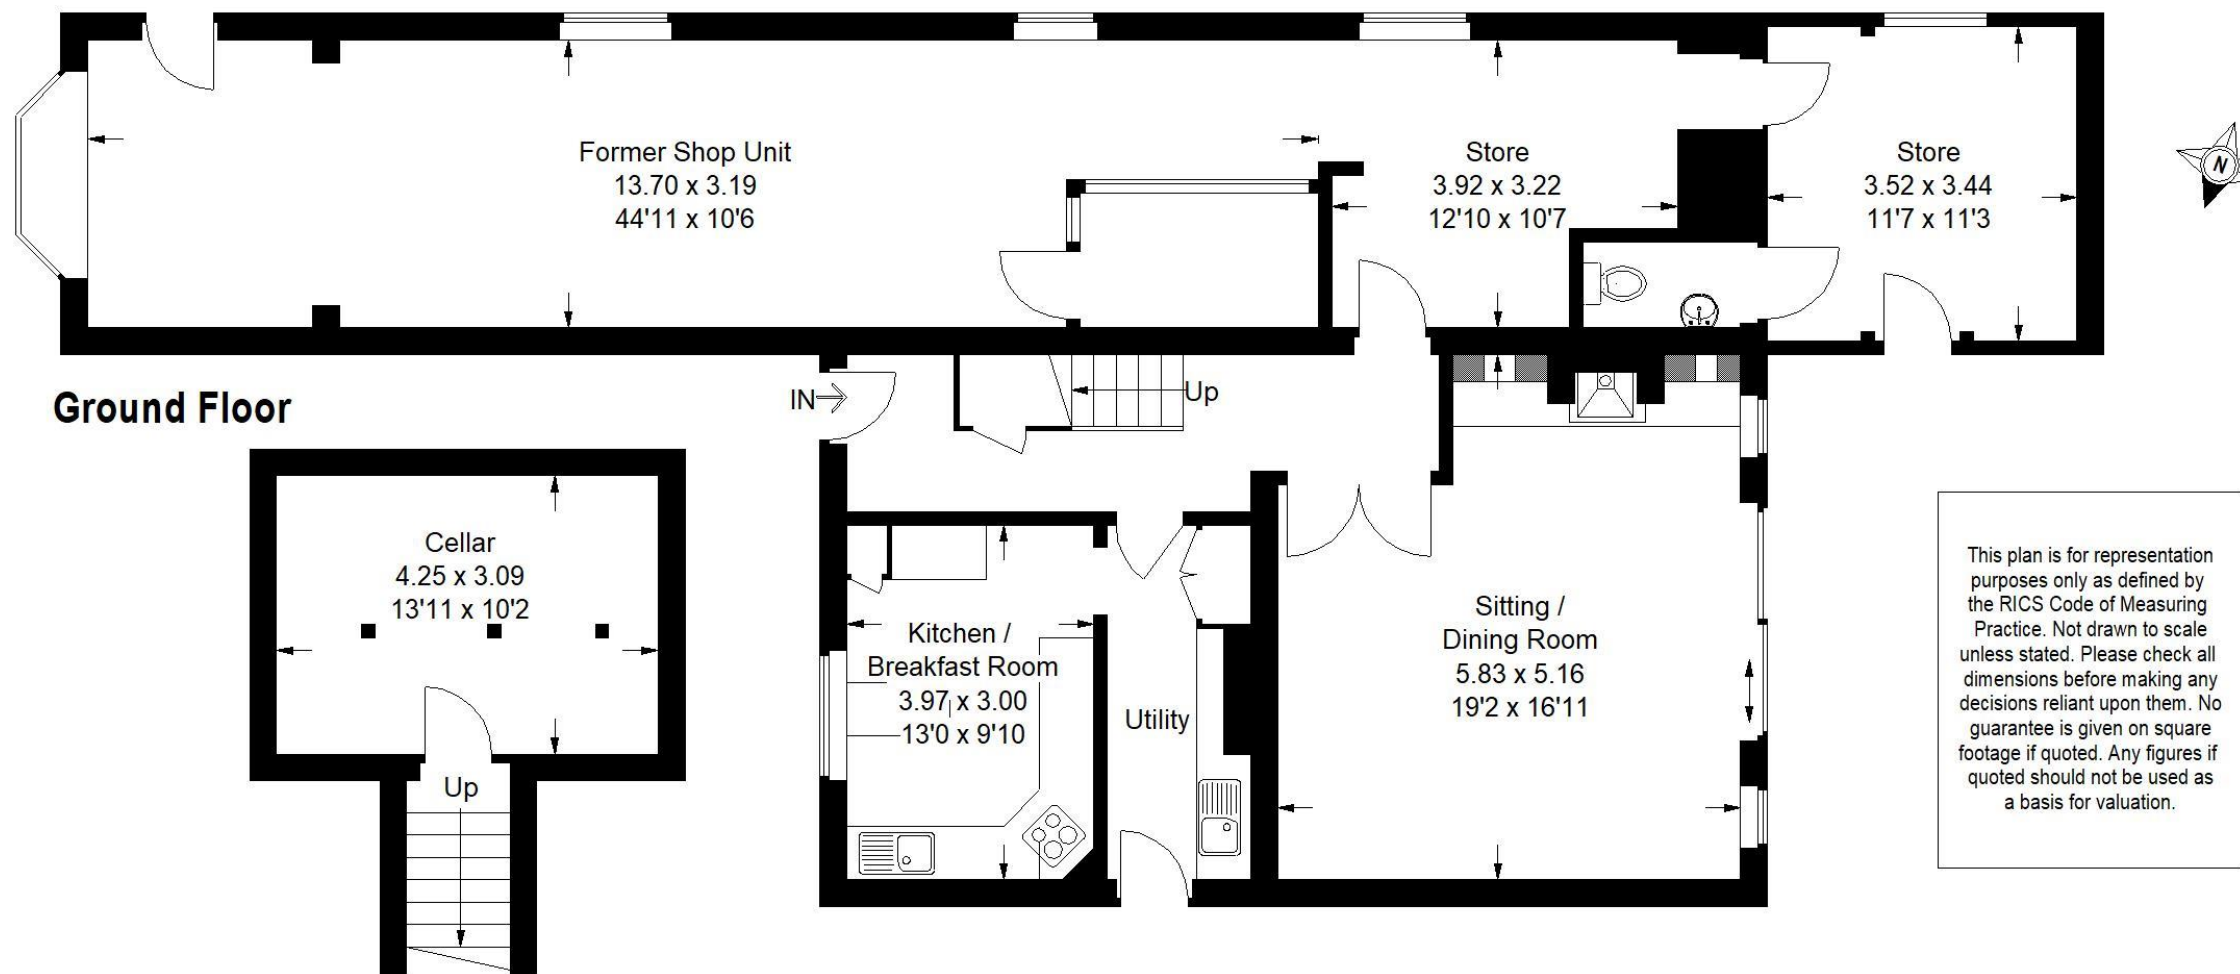 Former Shop Unit
13.70 x 3.19
44'11 x 10'6
Store
3.92 x 3.22
12'10 x 10'7
Store
3.52 x 3.44
11'7 x 11'3
N
Ground Floor
IN
Up
Cellar
4.25 x 3.09
13'11 x 10'2
Up
Kitchen /
Breakfast Room
3.97 x 3.00
13'0 x 9'10
Utility
Sitting /
Dining Room
5.83 x 5.16
19'2 x 16'11
This plan is for representation
purposes only as defined by
the RICS Code of Measuring
Practice. Not drawn to scale
unless stated. Please check all
dimensions before making any
decisions reliant upon them. No
guarantee is given on square
footage if quoted. Any figures if
quoted should not be used as
a basis for valuation.